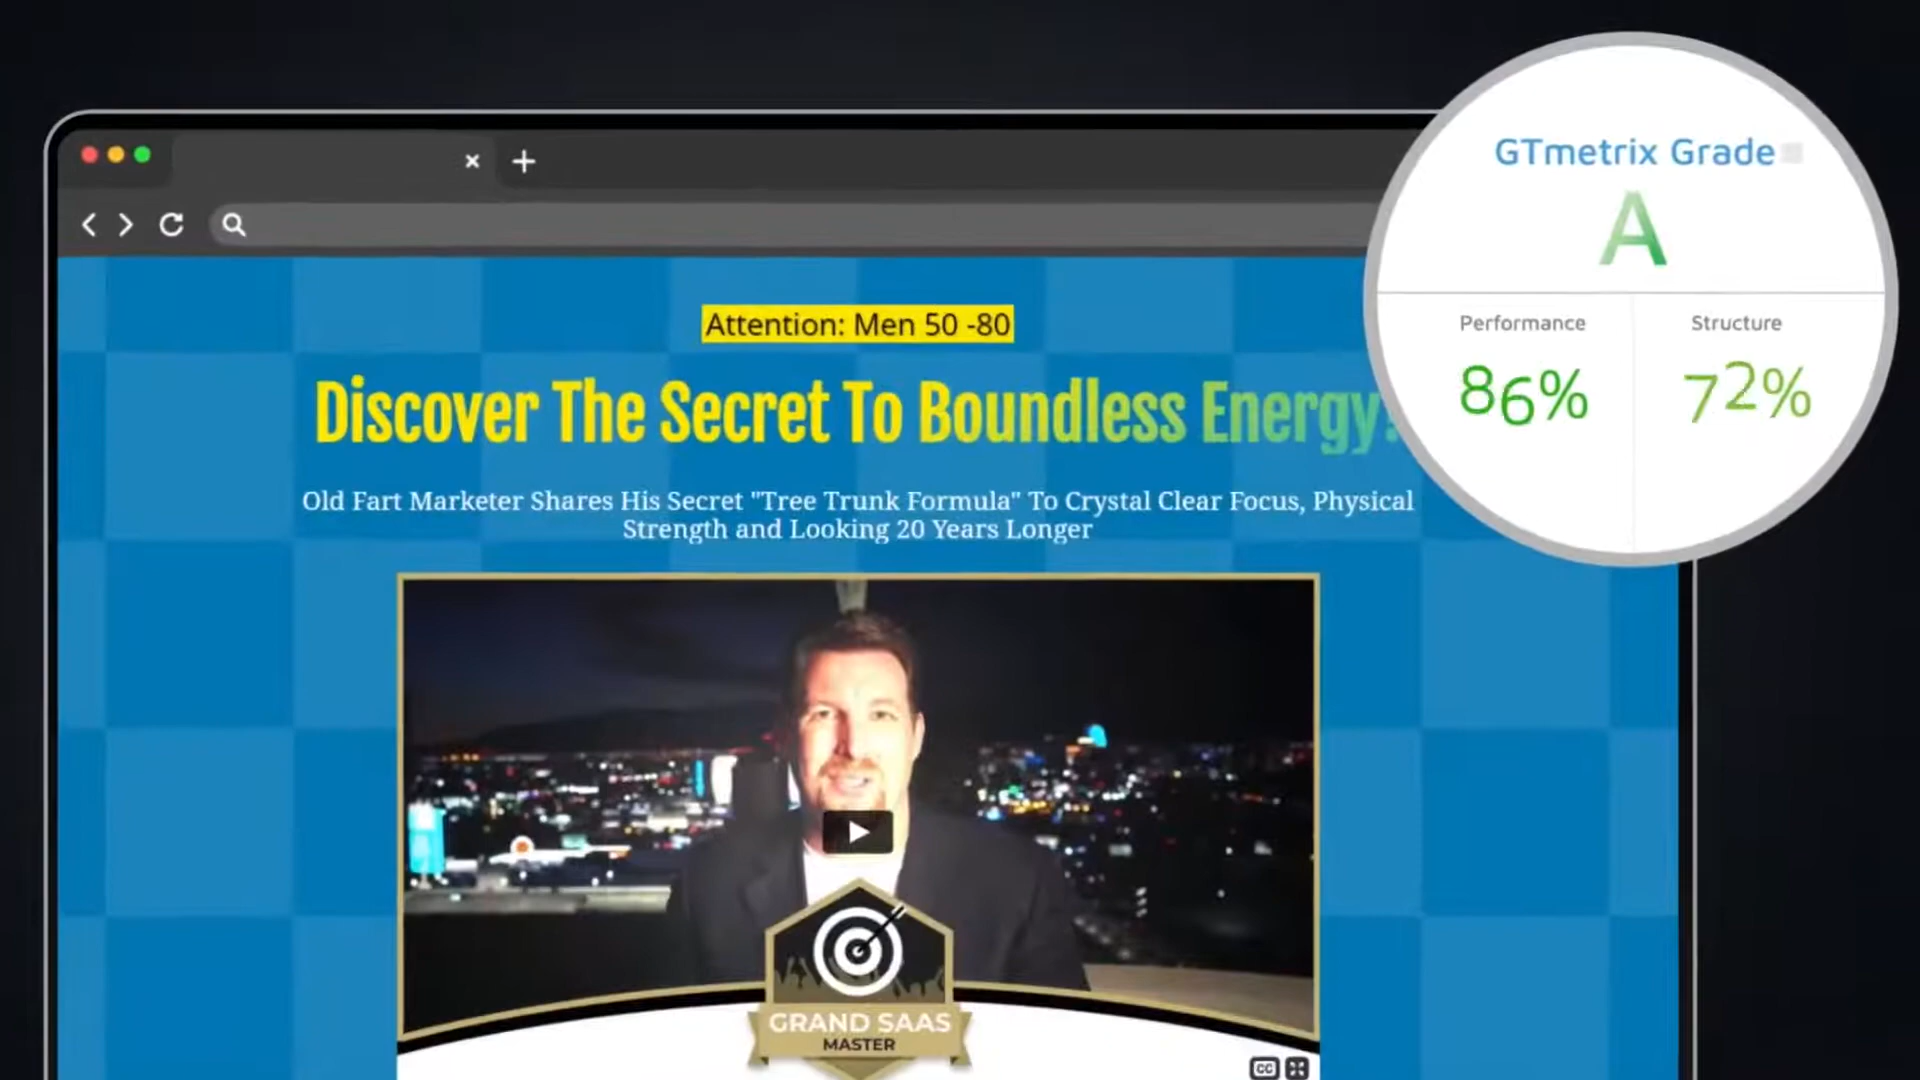 GTmetrix Grade
A
Performance
Structure
86%
72%
Attention: Men 50 -80
Discover The Secret To Boundless Energy!
Old Fart Marketer Shares His Secret "Tree Trunk Formula" To Crystal Clear Focus, Physical
Strength and Looking 20 Years Longer
GRAND SAAS
MASTER
CC